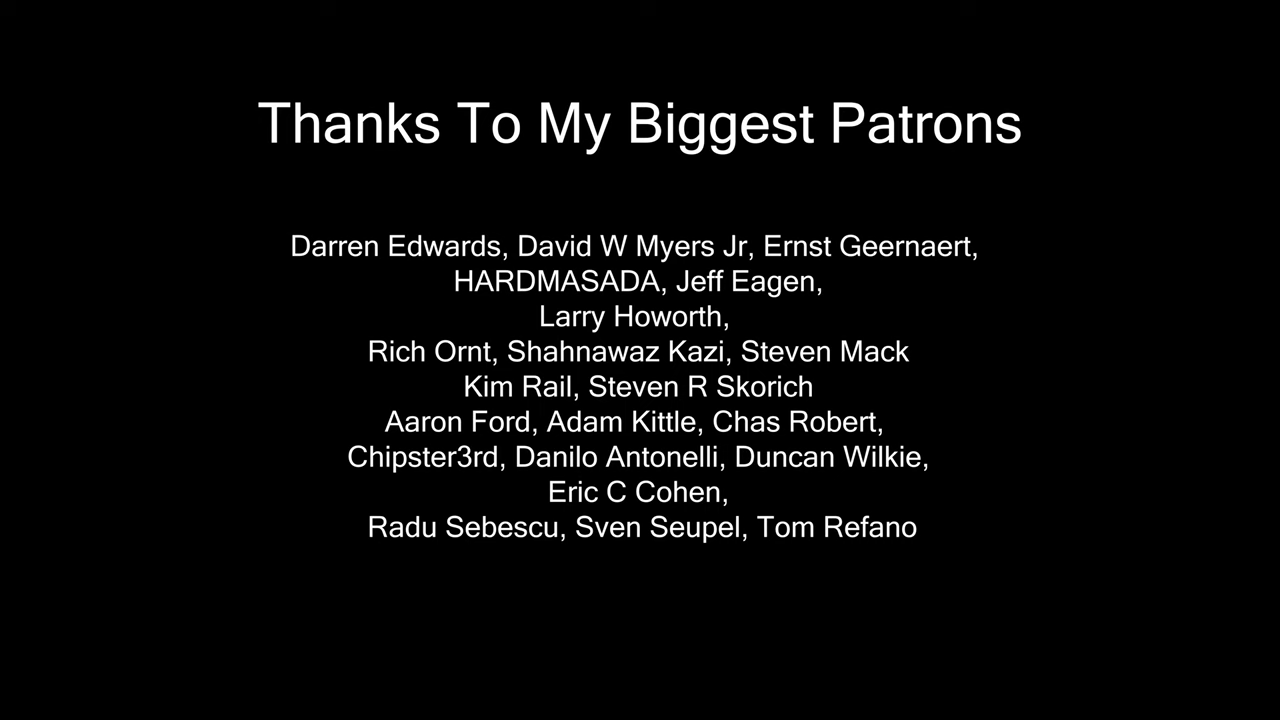 Thanks To My Biggest Patrons
Darren Edwards, David W Myers Jr, Ernst Geernaert,
HARDMASADA, Jeff Eagen,
Larry Howorth,
Rich Ornt, Shahnawaz Kazi, Steven Mack
Kim Rail, Steven R Skorich
Aaron Ford, Adam Kittle, Chas Robert,
Chipster3rd, Danilo Antonelli, Duncan Wilkie,
Eric C Cohen,
Radu Sebescu, Sven Seupel, Tom Refano